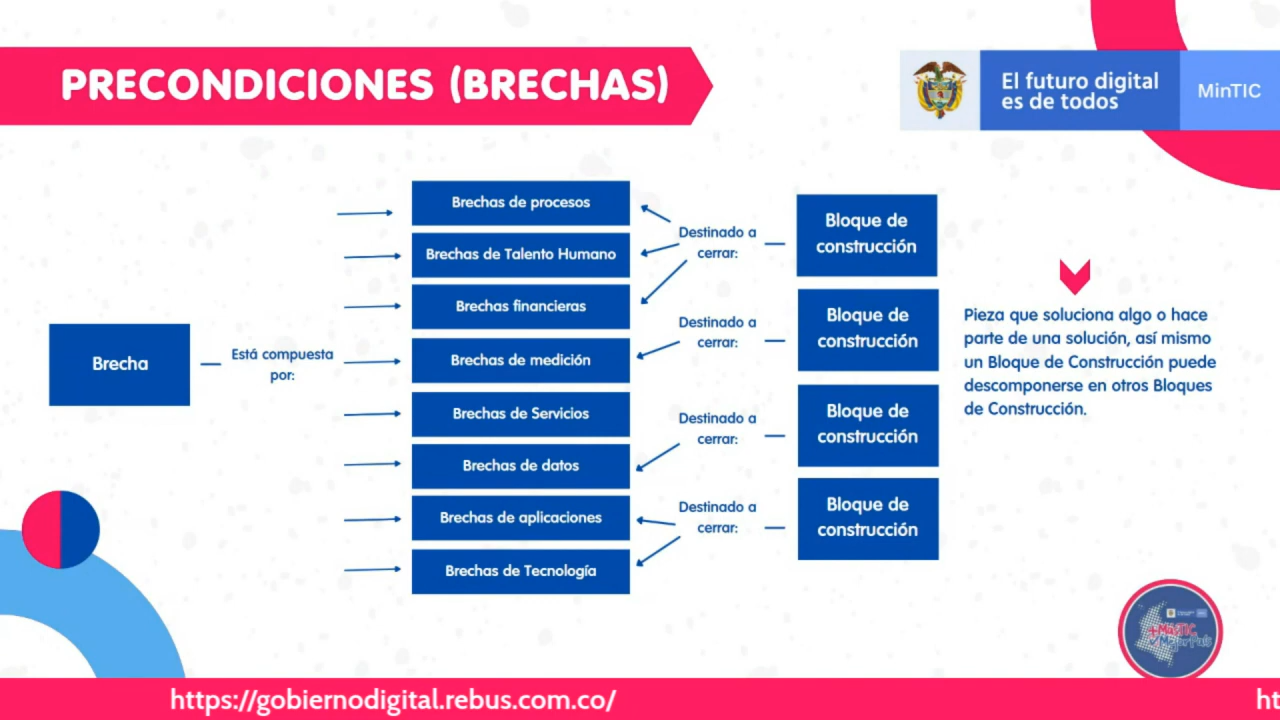 PRECONDICIONES (BRECHAS)
El futuro digital
es de todos
MinTIC
Brecha
Está compuesta
por:
Brechas de procesos
Brechas de Talento Humano
Brechas financieras
Brechas de medición
Brechas de Servicios
Brechas de datos
Brechas de aplicaciones
Brechas de Tecnología
Destinado a
cerrar:
Destinado a
cerrar:
Destinado a
cerrar:
Destinado a
cerrar:
Bloque de
construcción
Bloque de
construcción
Bloque de
construcción
Bloque de
construcción
Pieza que soluciona algo o hace
parte de una solución, así mismo
un Bloque de Construcción puede
descomponerse en otros Bloques
de Construcción.
+MinTIC
MejorPaís
https://gobiernodigital.rebus.com.co/
ht